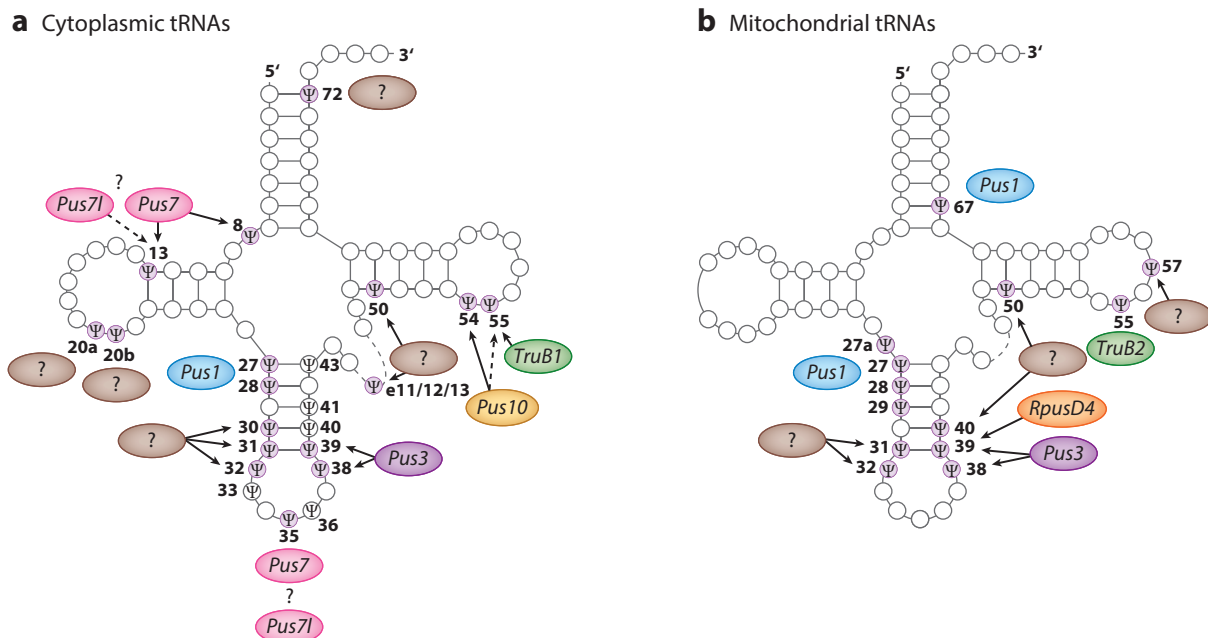 a Cytoplasmic tRNAs
3‘
5‘
Ψ 72 ?
?
Pus7l Pus7
8 Ψ
13
Ψ
Ψ Ψ
20a 20b
? ?
Ψ
50
Ψ Ψ
54 55
?
TruB1
Pus10
Ψ e11/12/13
Pus1
27 Ψ Ψ 43
28 Ψ
Ψ 41
? 30 Ψ Ψ 40
31 Ψ Ψ 39
32 Ψ Ψ 38
Pus3
33 Ψ
Ψ 36
Ψ
35
Pus7
?
Pus7l
b Mitochondrial tRNAs
3‘
5‘
Pus1
Ψ 67
Ψ 57
Ψ
50
Ψ
55
?
?
TruB2
27a Ψ
Pus1
27 Ψ
28 Ψ
29 Ψ
RpusD4
Ψ 40
? 31 Ψ Ψ 39
Pus3
32 Ψ Ψ 38